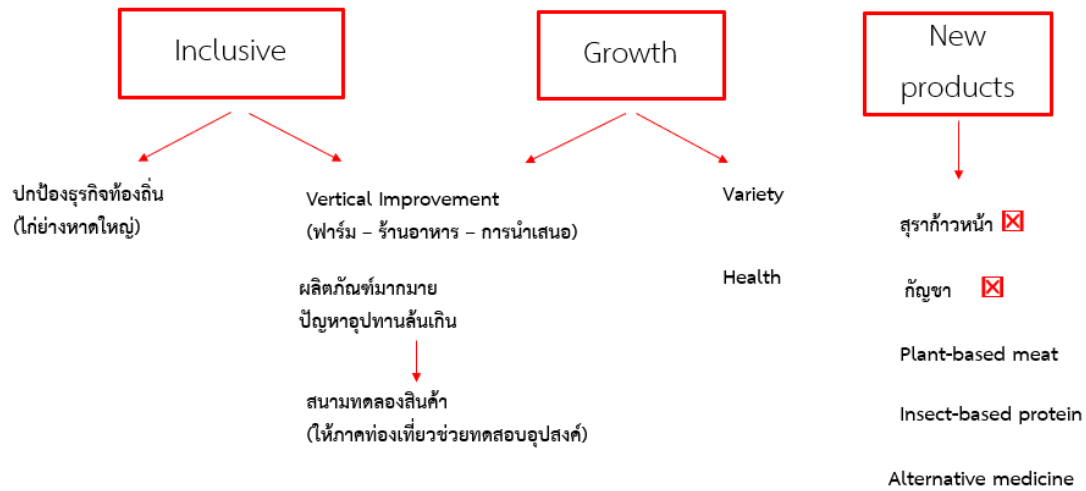 Inclusive
Growth
New
products
ปกป้องธุรกิจท้องถิ่น
(ไก่ย่างหาดใหญ่)
Vertical Improvement
(ฟาร์ม – ร้านอาหาร – การนำเสนอ)
ผลิตภัณฑ์มากมาย
ปัญหาอุปทานล้นเกิน
สนามทดลองสินค้า
(ให้ภาคท่องเที่ยวช่วยทดสอบอุปสงค์)
Variety
Health
สุราก้าวหน้า
กัญชา
Plant-based meat
Insect-based protein
Alternative medicine